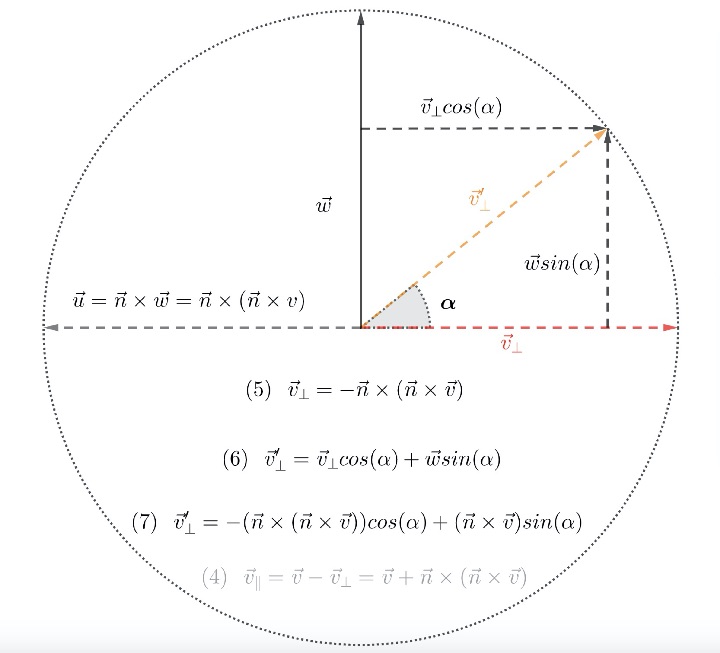 v⃗⊥cos(α)
w⃗
v⃗′⊥
w⃗sin(α)
u⃗ = n⃗ × w⃗ = n⃗ × (n⃗ × v)
α
v⃗⊥
(5) v⃗⊥ = −n⃗ × (n⃗ × v⃗)
(6) v⃗′⊥ = v⃗⊥cos(α) + w⃗sin(α)
(7) v⃗′⊥ = −(n⃗ × (n⃗ × v⃗))cos(α) + (n⃗ × v⃗)sin(α)
(4) v⃗∥ = v⃗ − v⃗⊥ = v⃗ + n⃗ × (n⃗ × v⃗)